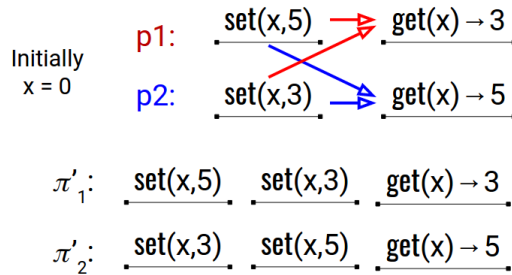 Initially
x = 0
p1: set(x,5) get(x)→3
p2: set(x,3) get(x)→5
π'₁: set(x,5) set(x,3) get(x)→3
π'₂: set(x,3) set(x,5) get(x)→5